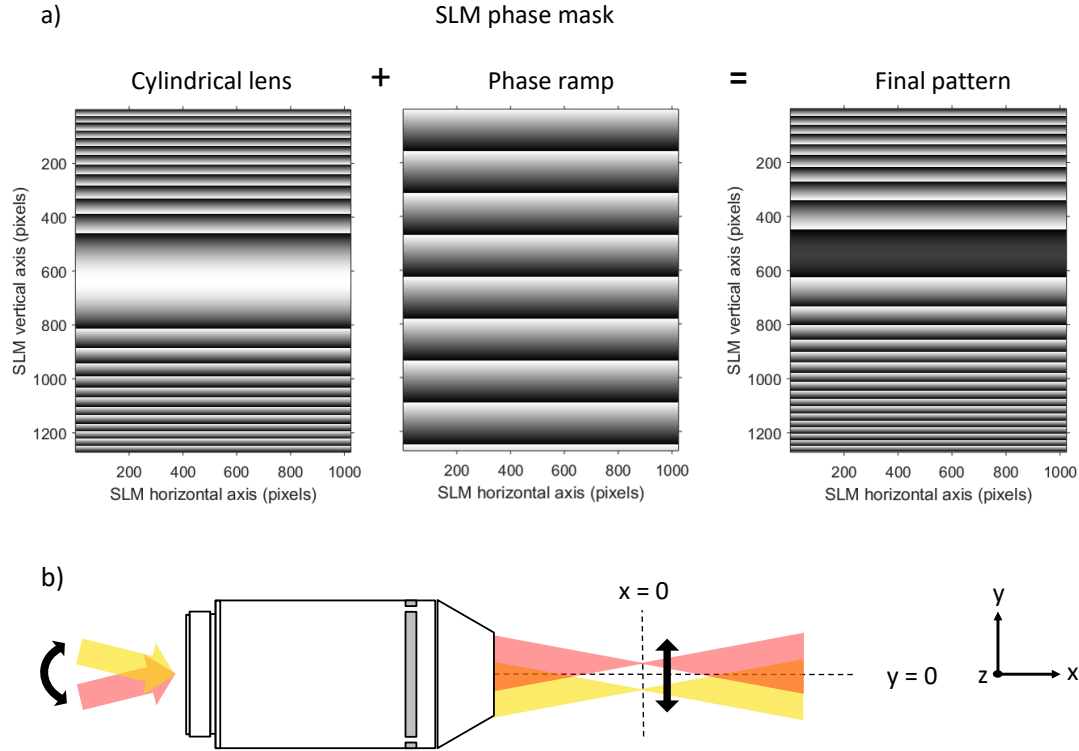 a)
SLM phase mask
Cylindrical lens + Phase ramp = Final pattern
SLM vertical axis (pixels)
200
400
600
800
1000
1200
200 400 600 800 1000
SLM horizontal axis (pixels)
200 400 600 800 1000
SLM horizontal axis (pixels)
SLM vertical axis (pixels)
200
400
600
800
1000
1200
200 400 600 800 1000
SLM horizontal axis (pixels)
b)
x = 0
y = 0
y
z
x